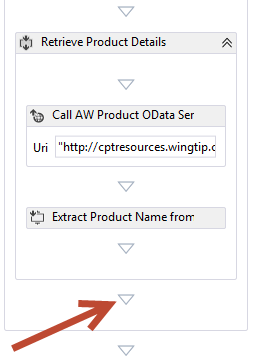 Retrieve Product Details
Call AW Product OData Ser
Uri "http://cptresources.wingtip.c
Extract Product Name from